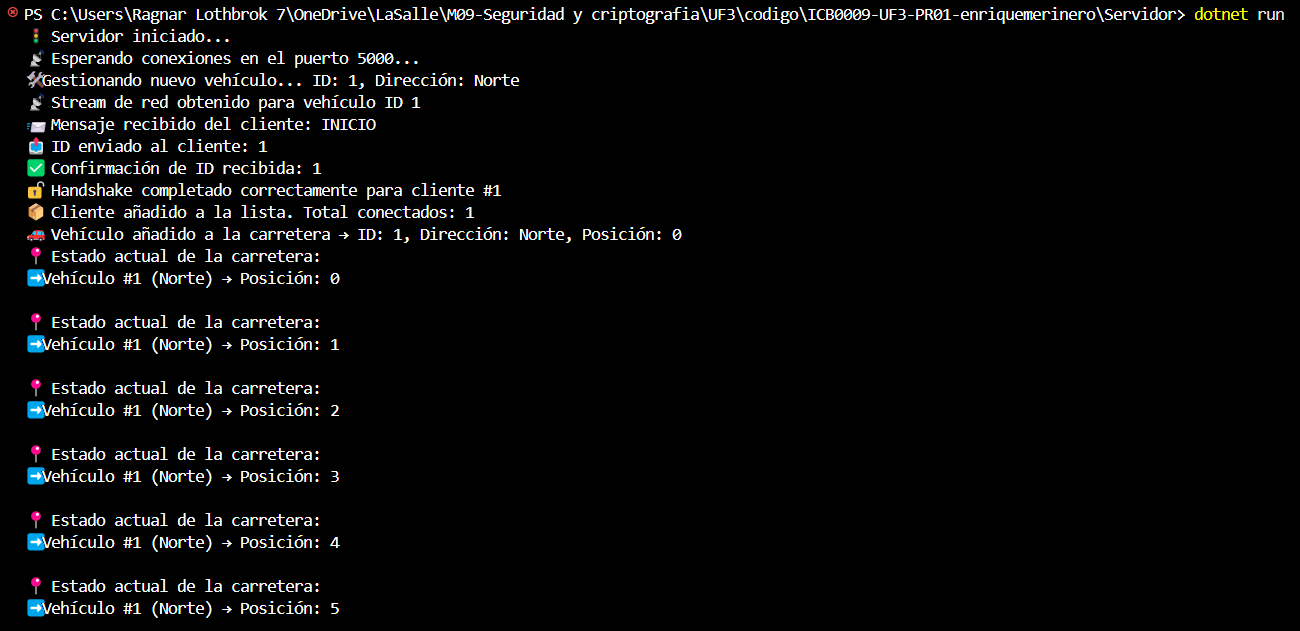 PS C:\Users\Ragnar Lothbrok 7\OneDrive\LaSalle\M09-Seguridad y criptografia\UF3\codigo\ICB0009-UF3-PR01-enriquemerinero\Servidor> dotnet run
🚦 Servidor iniciado...
📡 Esperando conexiones en el puerto 5000...
🛠️Gestionando nuevo vehículo... ID: 1, Dirección: Norte
📡 Stream de red obtenido para vehículo ID 1
📨 Mensaje recibido del cliente: INICIO
📤 ID enviado al cliente: 1
✅ Confirmación de ID recibida: 1
🔓 Handshake completado correctamente para cliente #1
📦 Cliente añadido a la lista. Total conectados: 1
🚗 Vehículo añadido a la carretera → ID: 1, Dirección: Norte, Posición: 0
📍 Estado actual de la carretera:
➡️Vehículo #1 (Norte) → Posición: 0
📍 Estado actual de la carretera:
➡️Vehículo #1 (Norte) → Posición: 1
📍 Estado actual de la carretera:
➡️Vehículo #1 (Norte) → Posición: 2
📍 Estado actual de la carretera:
➡️Vehículo #1 (Norte) → Posición: 3
📍 Estado actual de la carretera:
➡️Vehículo #1 (Norte) → Posición: 4
📍 Estado actual de la carretera:
➡️Vehículo #1 (Norte) → Posición: 5